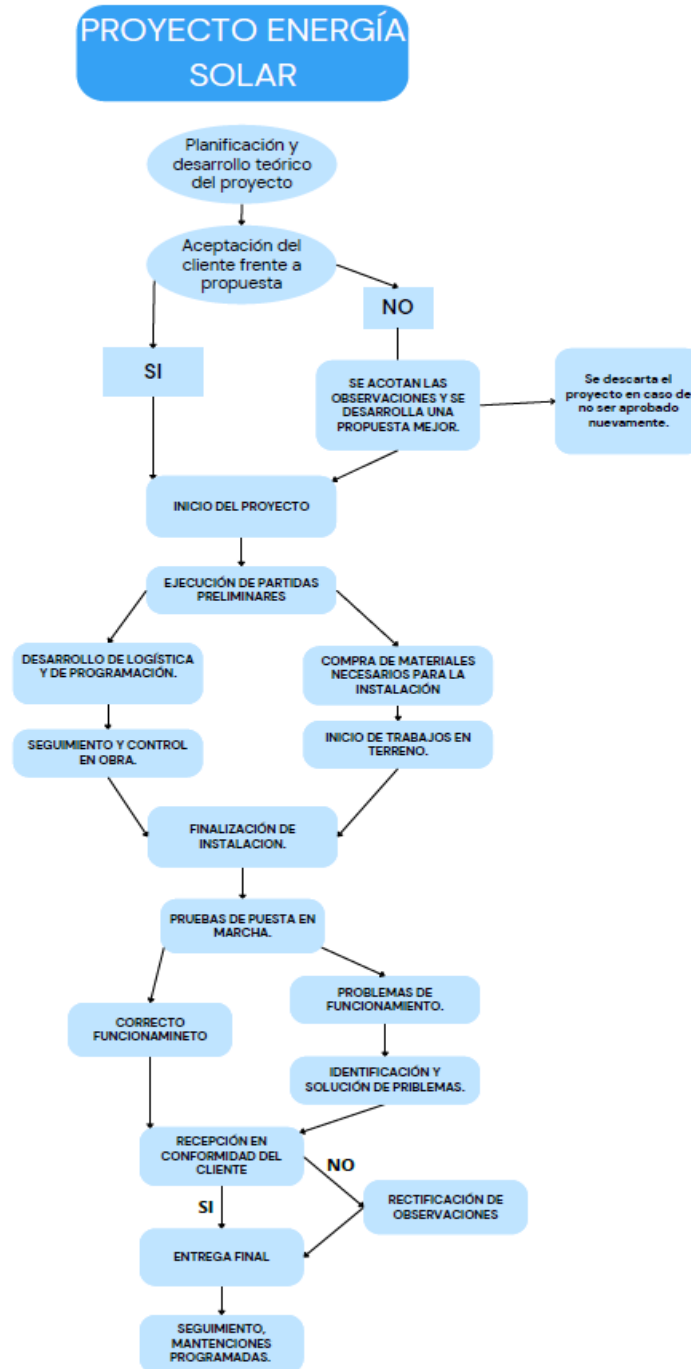 PROYECTO ENERGÍA
SOLAR
Planificación y
desarrollo teórico
del proyecto
Aceptación del
cliente frente a
propuesta
NO
SI
SE ACOTAN LAS
OBSERVACIONES Y SE
DESARROLLA UNA
PROPUESTA MEJOR.
Se descarta el
proyecto en caso de
no ser aprobado
nuevamente.
INICIO DEL PROYECTO
EJECUCIÓN DE PARTIDAS
PRELIMINARES
DESARROLLO DE LOGÍSTICA
Y DE PROGRAMACIÓN.
COMPRA DE MATERIALES
NECESARIOS PARA LA
INSTALACIÓN
SEGUIMIENTO Y CONTROL
EN OBRA.
INICIO DE TRABAJOS EN
TERRENO.
FINALIZACIÓN DE
INSTALACION.
PRUEBAS DE PUESTA EN
MARCHA.
CORRECTO
FUNCIONAMINETO
PROBLEMAS DE
FUNCIONAMIENTO.
IDENTIFICACIÓN Y
SOLUCIÓN DE PRIBLEMAS.
RECEPCIÓN EN
CONFORMIDAD DEL
CLIENTE
NO
SI
RECTIFICACIÓN DE
OBSERVACIONES
ENTREGA FINAL
SEGUIMIENTO,
MANTENCIONES
PROGRAMADAS.